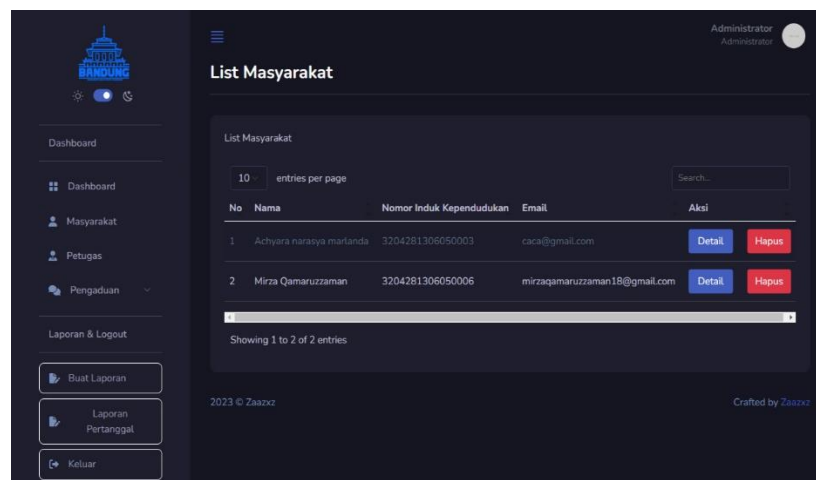 BANDUNG
Administrator
Administrator
List Masyarakat
Dashboard
Dashboard
Masyarakat
Petugas
Pengaduan
Laporan & Logout
Buat Laporan
Laporan
Pertanggal
Keluar
List Masyarakat
10 entries per page
Search...
No Nama Nomor Induk Kependudukan Email Aksi
1 Achyara narasya marlanda 3204281306050003 caca@gmail.com Detail Hapus
2 Mirza Qamaruzzaman 3204281306050006 mirzaqamaruzzaman18@gmail.com Detail Hapus
Showing 1 to 2 of 2 entries
2023 © Zaazxz
Crafted by Zaazxz